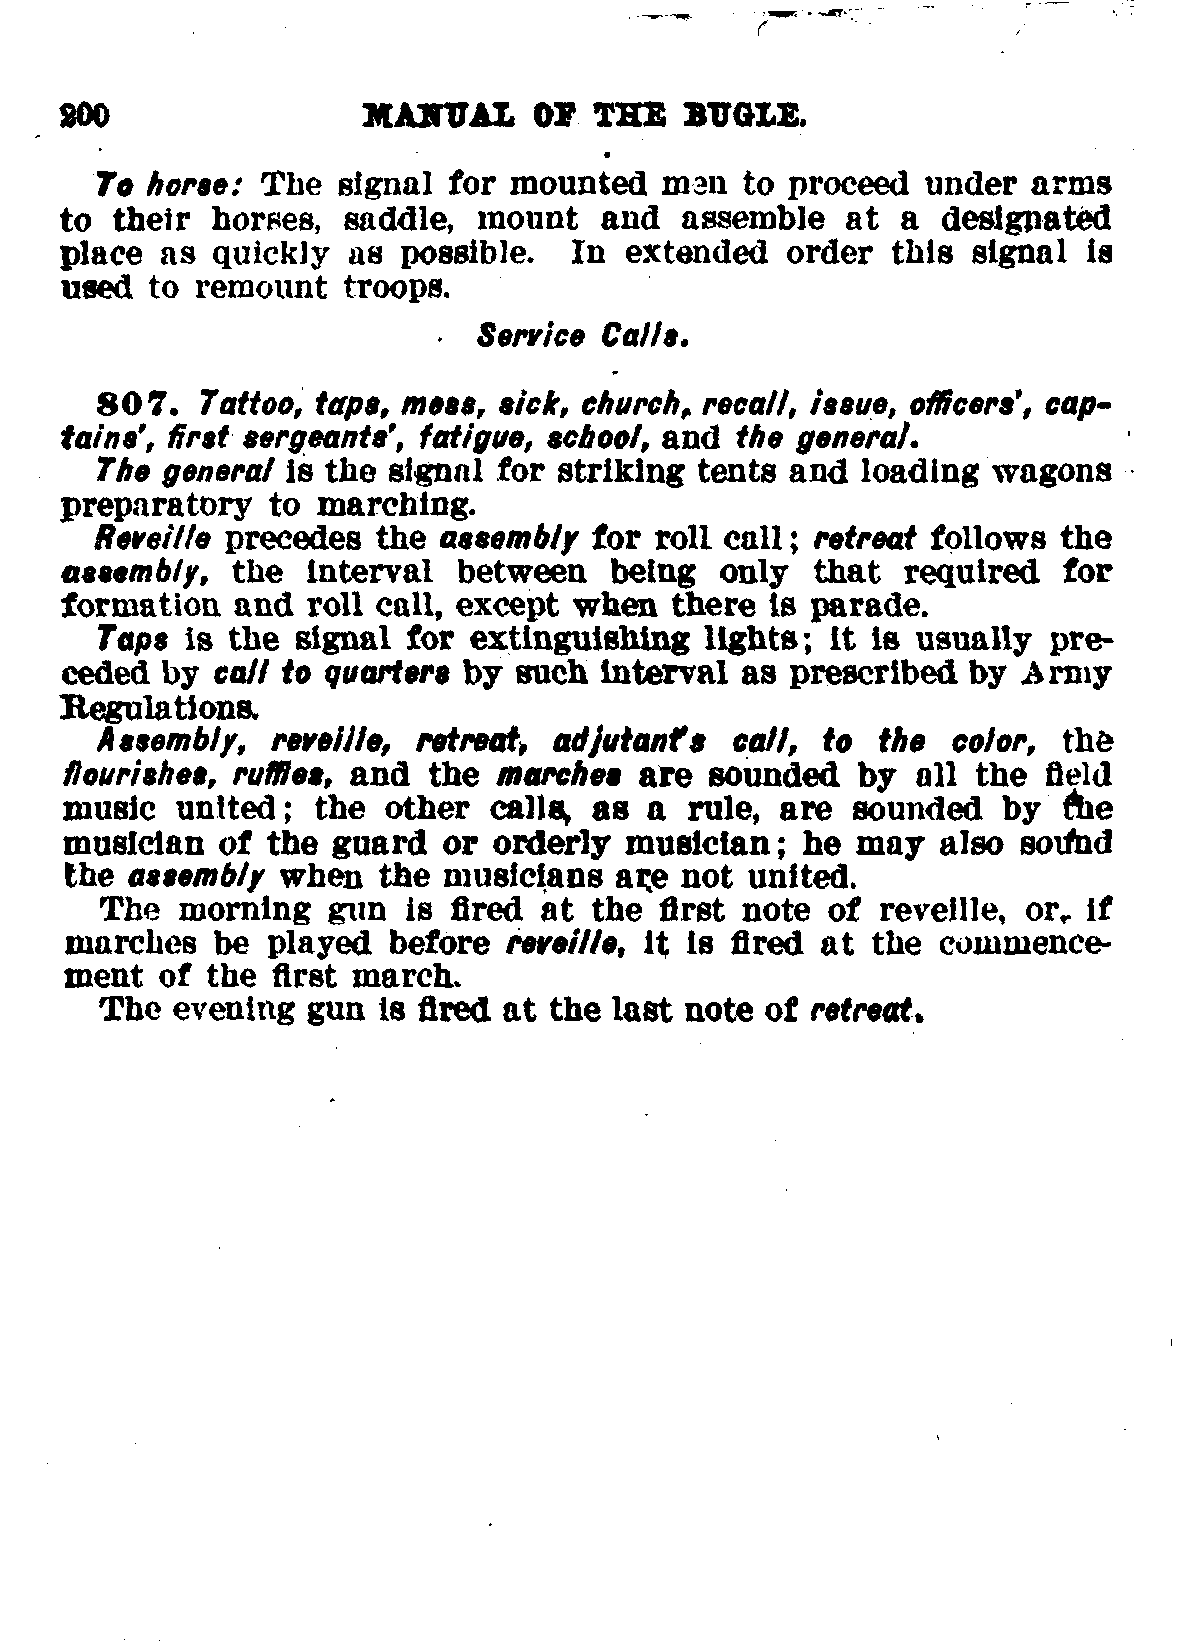 200 MANUAL OF THE BUGLE.
To horse: The signal for mounted men to proceed under arms
to their horses, saddle, mount and assemble at a designated
place as quickly as possible. In extended order this signal is
used to remount troops.
Service Calls.
807. Tattoo, taps, mess, sick, church, recall, issue, officers', cap-
tains', first sergeants', fatigue, school, and the general.
The general is the signal for striking tents and loading wagons
preparatory to marching.
Reveille precedes the assembly for roll call; retreat follows the
assembly, the interval between being only that required for
formation and roll call, except when there is parade.
Taps is the signal for extinguishing lights; it is usually pre-
ceded by call to quarters by such interval as prescribed by Army
Regulations.
Assembly, reveille, retreat, adjutant's call, to the color, the
flourishes, ruffles, and the marches are sounded by all the field
music united; the other calls, as a rule, are sounded by the
musician of the guard or orderly musician; he may also sound
the assembly when the musicians are not united.
The morning gun is fired at the first note of reveille, or, if
marches be played before reveille, it is fired at the commence-
ment of the first march.
The evening gun is fired at the last note of retreat.